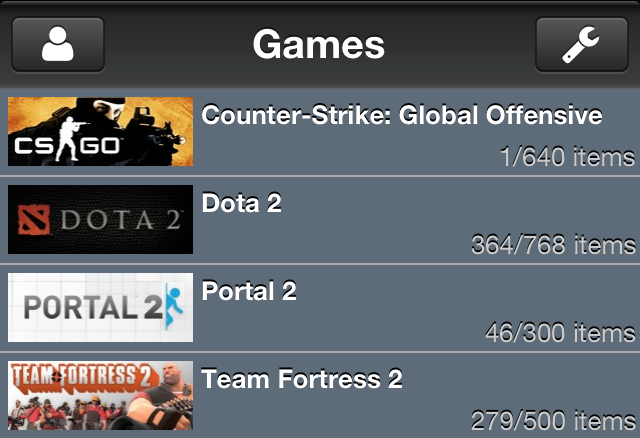 Games
CS GO
Counter-Strike: Global Offensive
1/640 items
DOTA 2
Dota 2
364/768 items
PORTAL 2
Portal 2
46/300 items
TEAM FORTRESS 2
Team Fortress 2
279/500 items